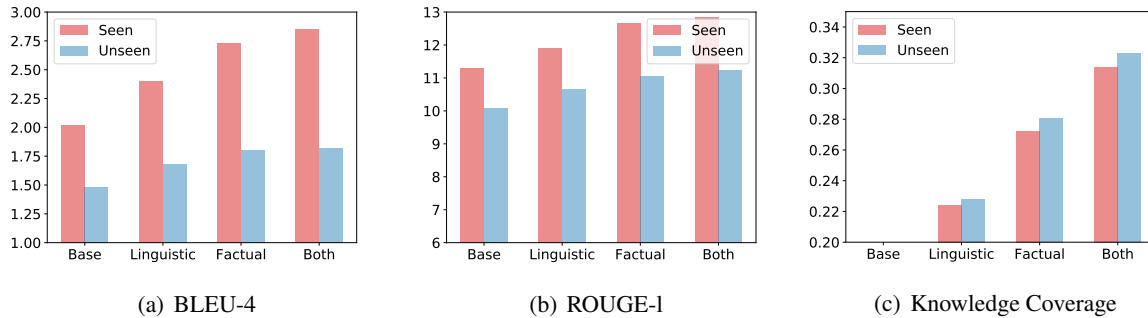 3.00
2.75
2.50
2.25
2.00
1.75
1.50
1.25
1.00
Seen
Unseen
Base Linguistic Factual Both
(a) BLEU-4
13
12
11
10
9
8
7
6
Seen
Unseen
Base Linguistic Factual Both
(b) ROUGE-l
0.34
0.32
0.30
0.28
0.26
0.24
0.22
0.20
Seen
Unseen
Base Linguistic Factual Both
(c) Knowledge Coverage